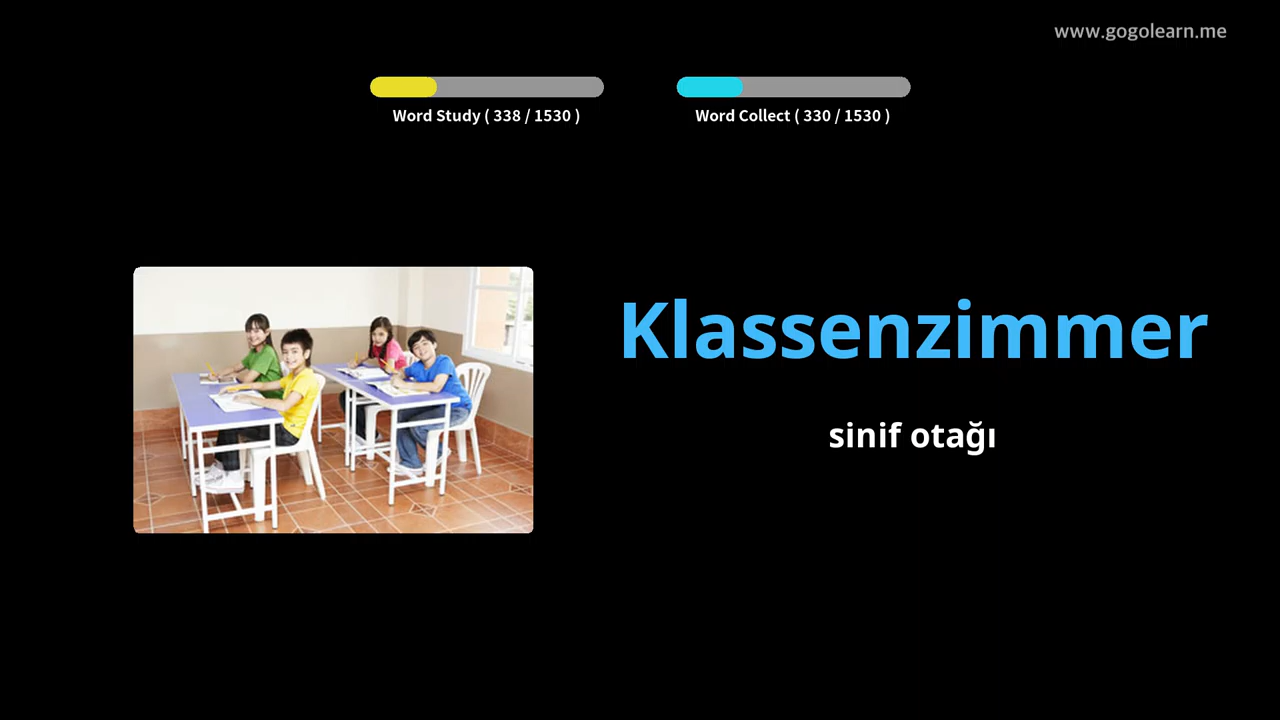 www.gogolearn.me
Word Study ( 338 / 1530 )
Word Collect ( 330 / 1530 )
Klassenzimmer
sinif otağı